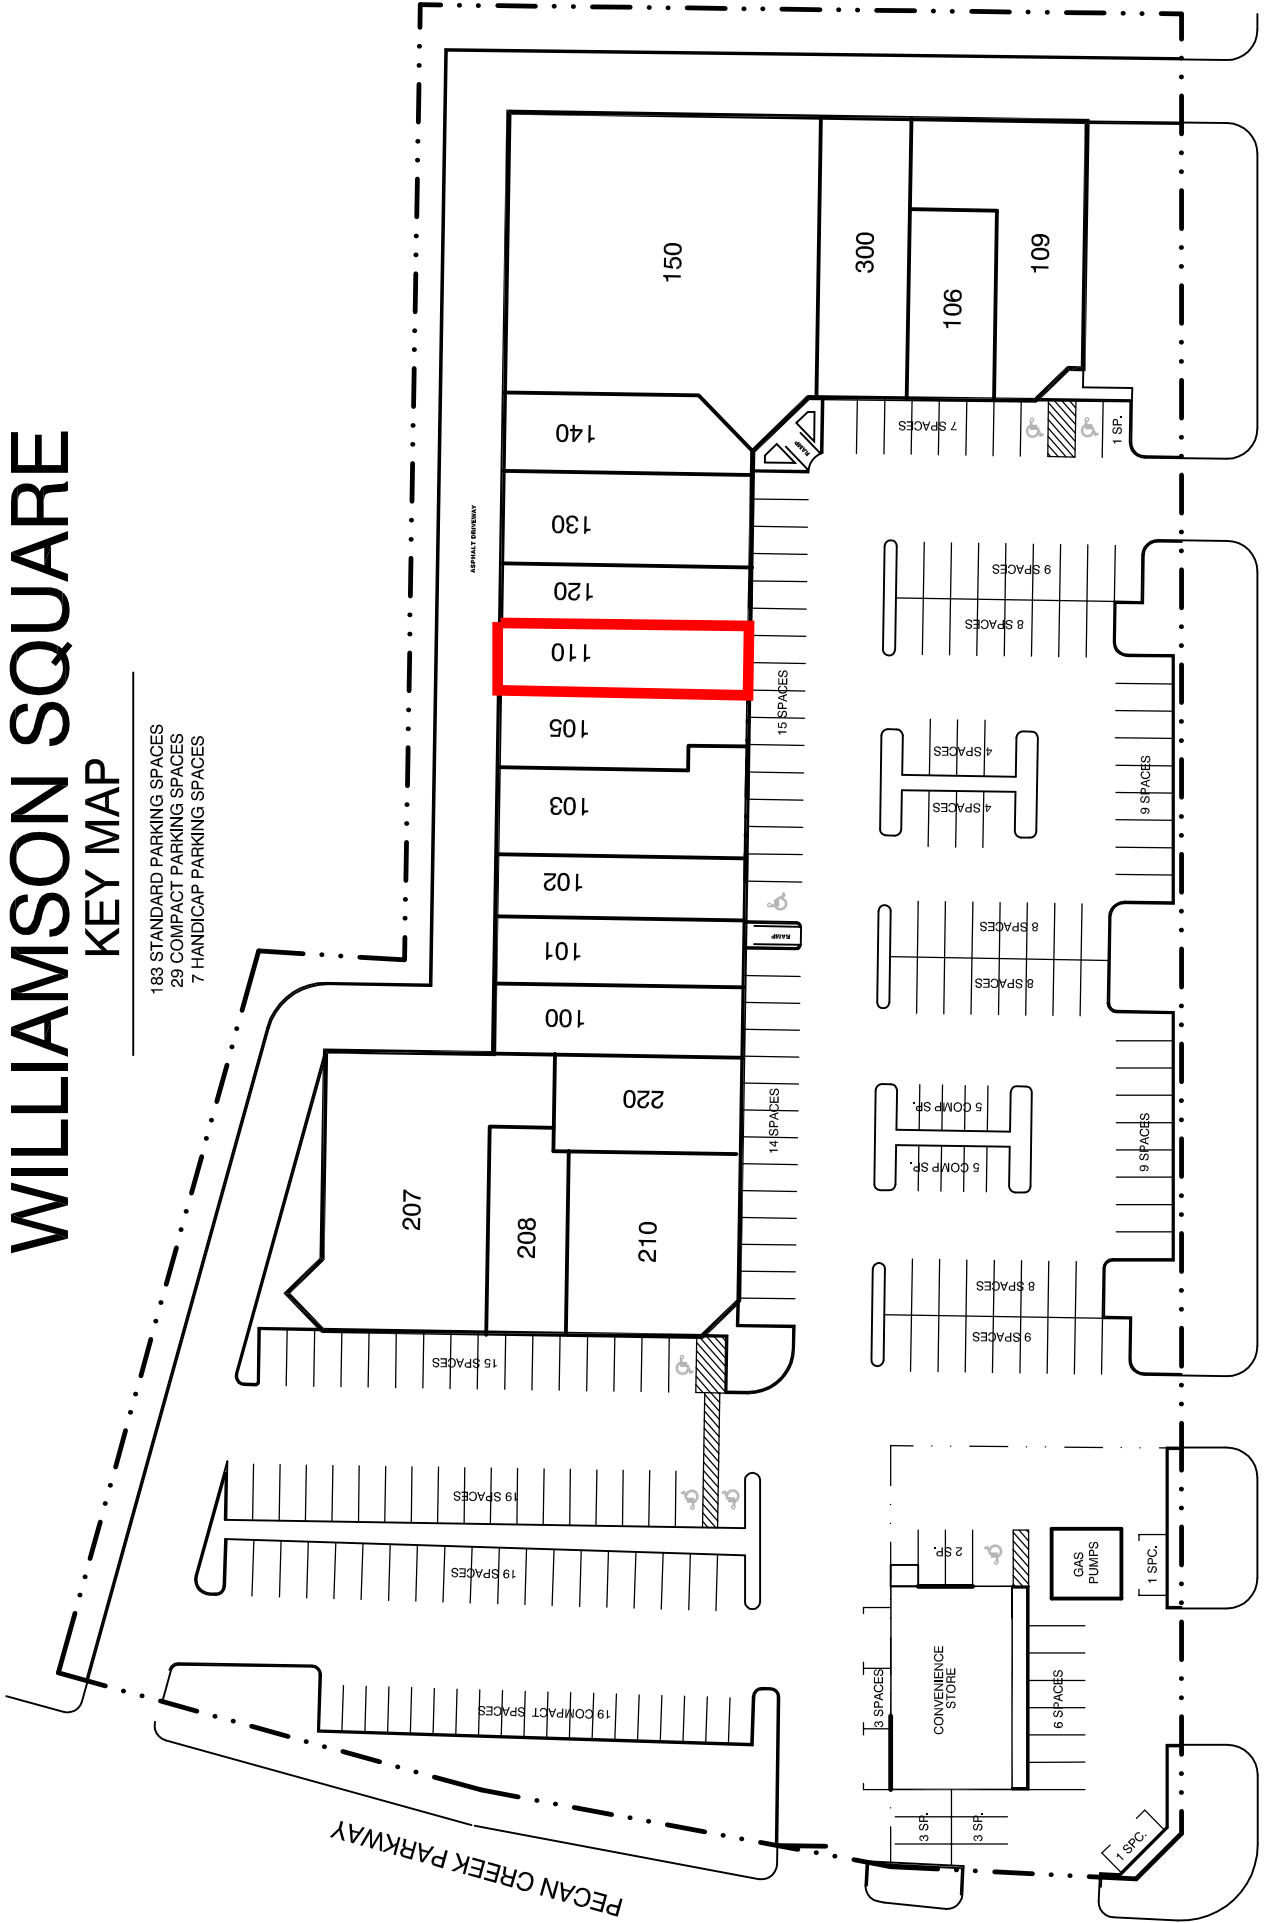 WILLIAMSON SQUARE
KEY MAP
183 STANDARD PARKING SPACES
29 COMPACT PARKING SPACES
7 HANDICAP PARKING SPACES
ASPHALT DRIVEWAY
150
300
106
109
140
130
120
110
105
103
102
101
100
220
207
208
210
RAMP
7 SPACES
1 SP.
15 SPACES
RAMP
14 SPACES
9 SPACES
8 SPACES
4 SPACES
4 SPACES
9 SPACES
8 SPACES
8 SPACES
5 COMP SP.
5 COMP SP.
9 SPACES
8 SPACES
9 SPACES
15 SPACES
19 SPACES
19 SPACES
19 COMPACT SPACES
2 SP.
GAS
PUMPS
1 SPC.
3 SPACES
CONVENIENCE
STORE
6 SPACES
3 SP.
3 SP.
1 SPC.
PECAN CREEK PARKWAY